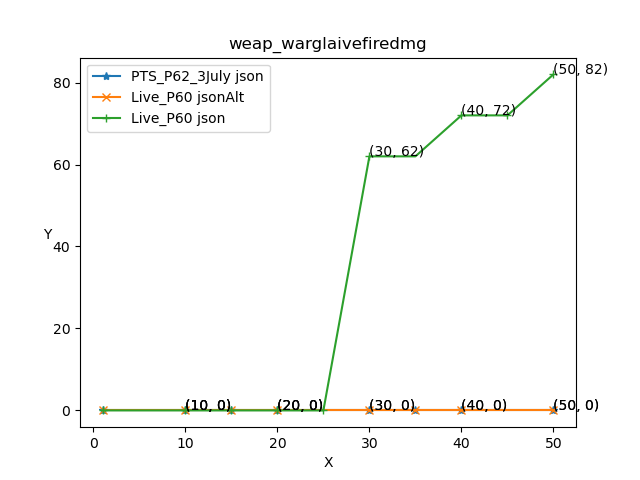 weap_warglaivefiredmg
PTS_P62_3July json
Live_P60 jsonAlt
Live_P60 json
(50, 82)
80
(40, 72)
(30, 62)
60
Y
40
20
(10, 0) (20, 0) (30, 0) (40, 0) (50, 0)
0
0 10 20 30 40 50
X